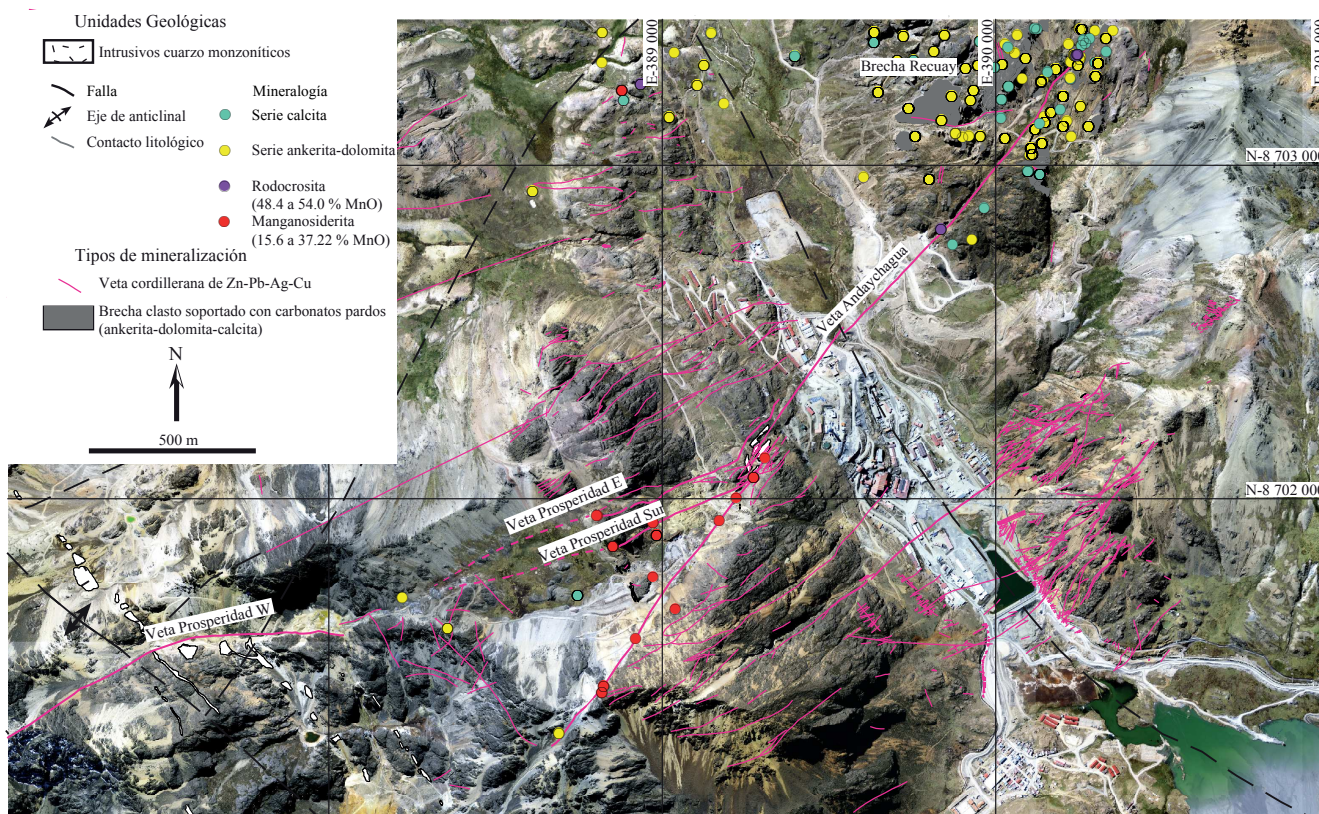 Unidades Geológicas
Intrusivos cuarzo monzoníticos
Falla
Eje de anticlinal
Contacto litológico
Mineralogía
Serie calcita
Serie ankerita-dolomita
Rodocrosita
(48.4 a 54.0 % MnO)
Manganosiderita
(15.6 a 37.22 % MnO)
Tipos de mineralización
Veta cordillerana de Zn-Pb-Ag-Cu
Brecha clasto soportado con carbonatos pardos
(ankerita-dolomita-calcita)
N
500 m
E-389 000
E-390 000
Brecha Recuay
N-8 703 000
Veta Andaychagua
N-8 702 000
Veta Prosperidad E
Veta Prosperidad Sur
Veta Prosperidad W